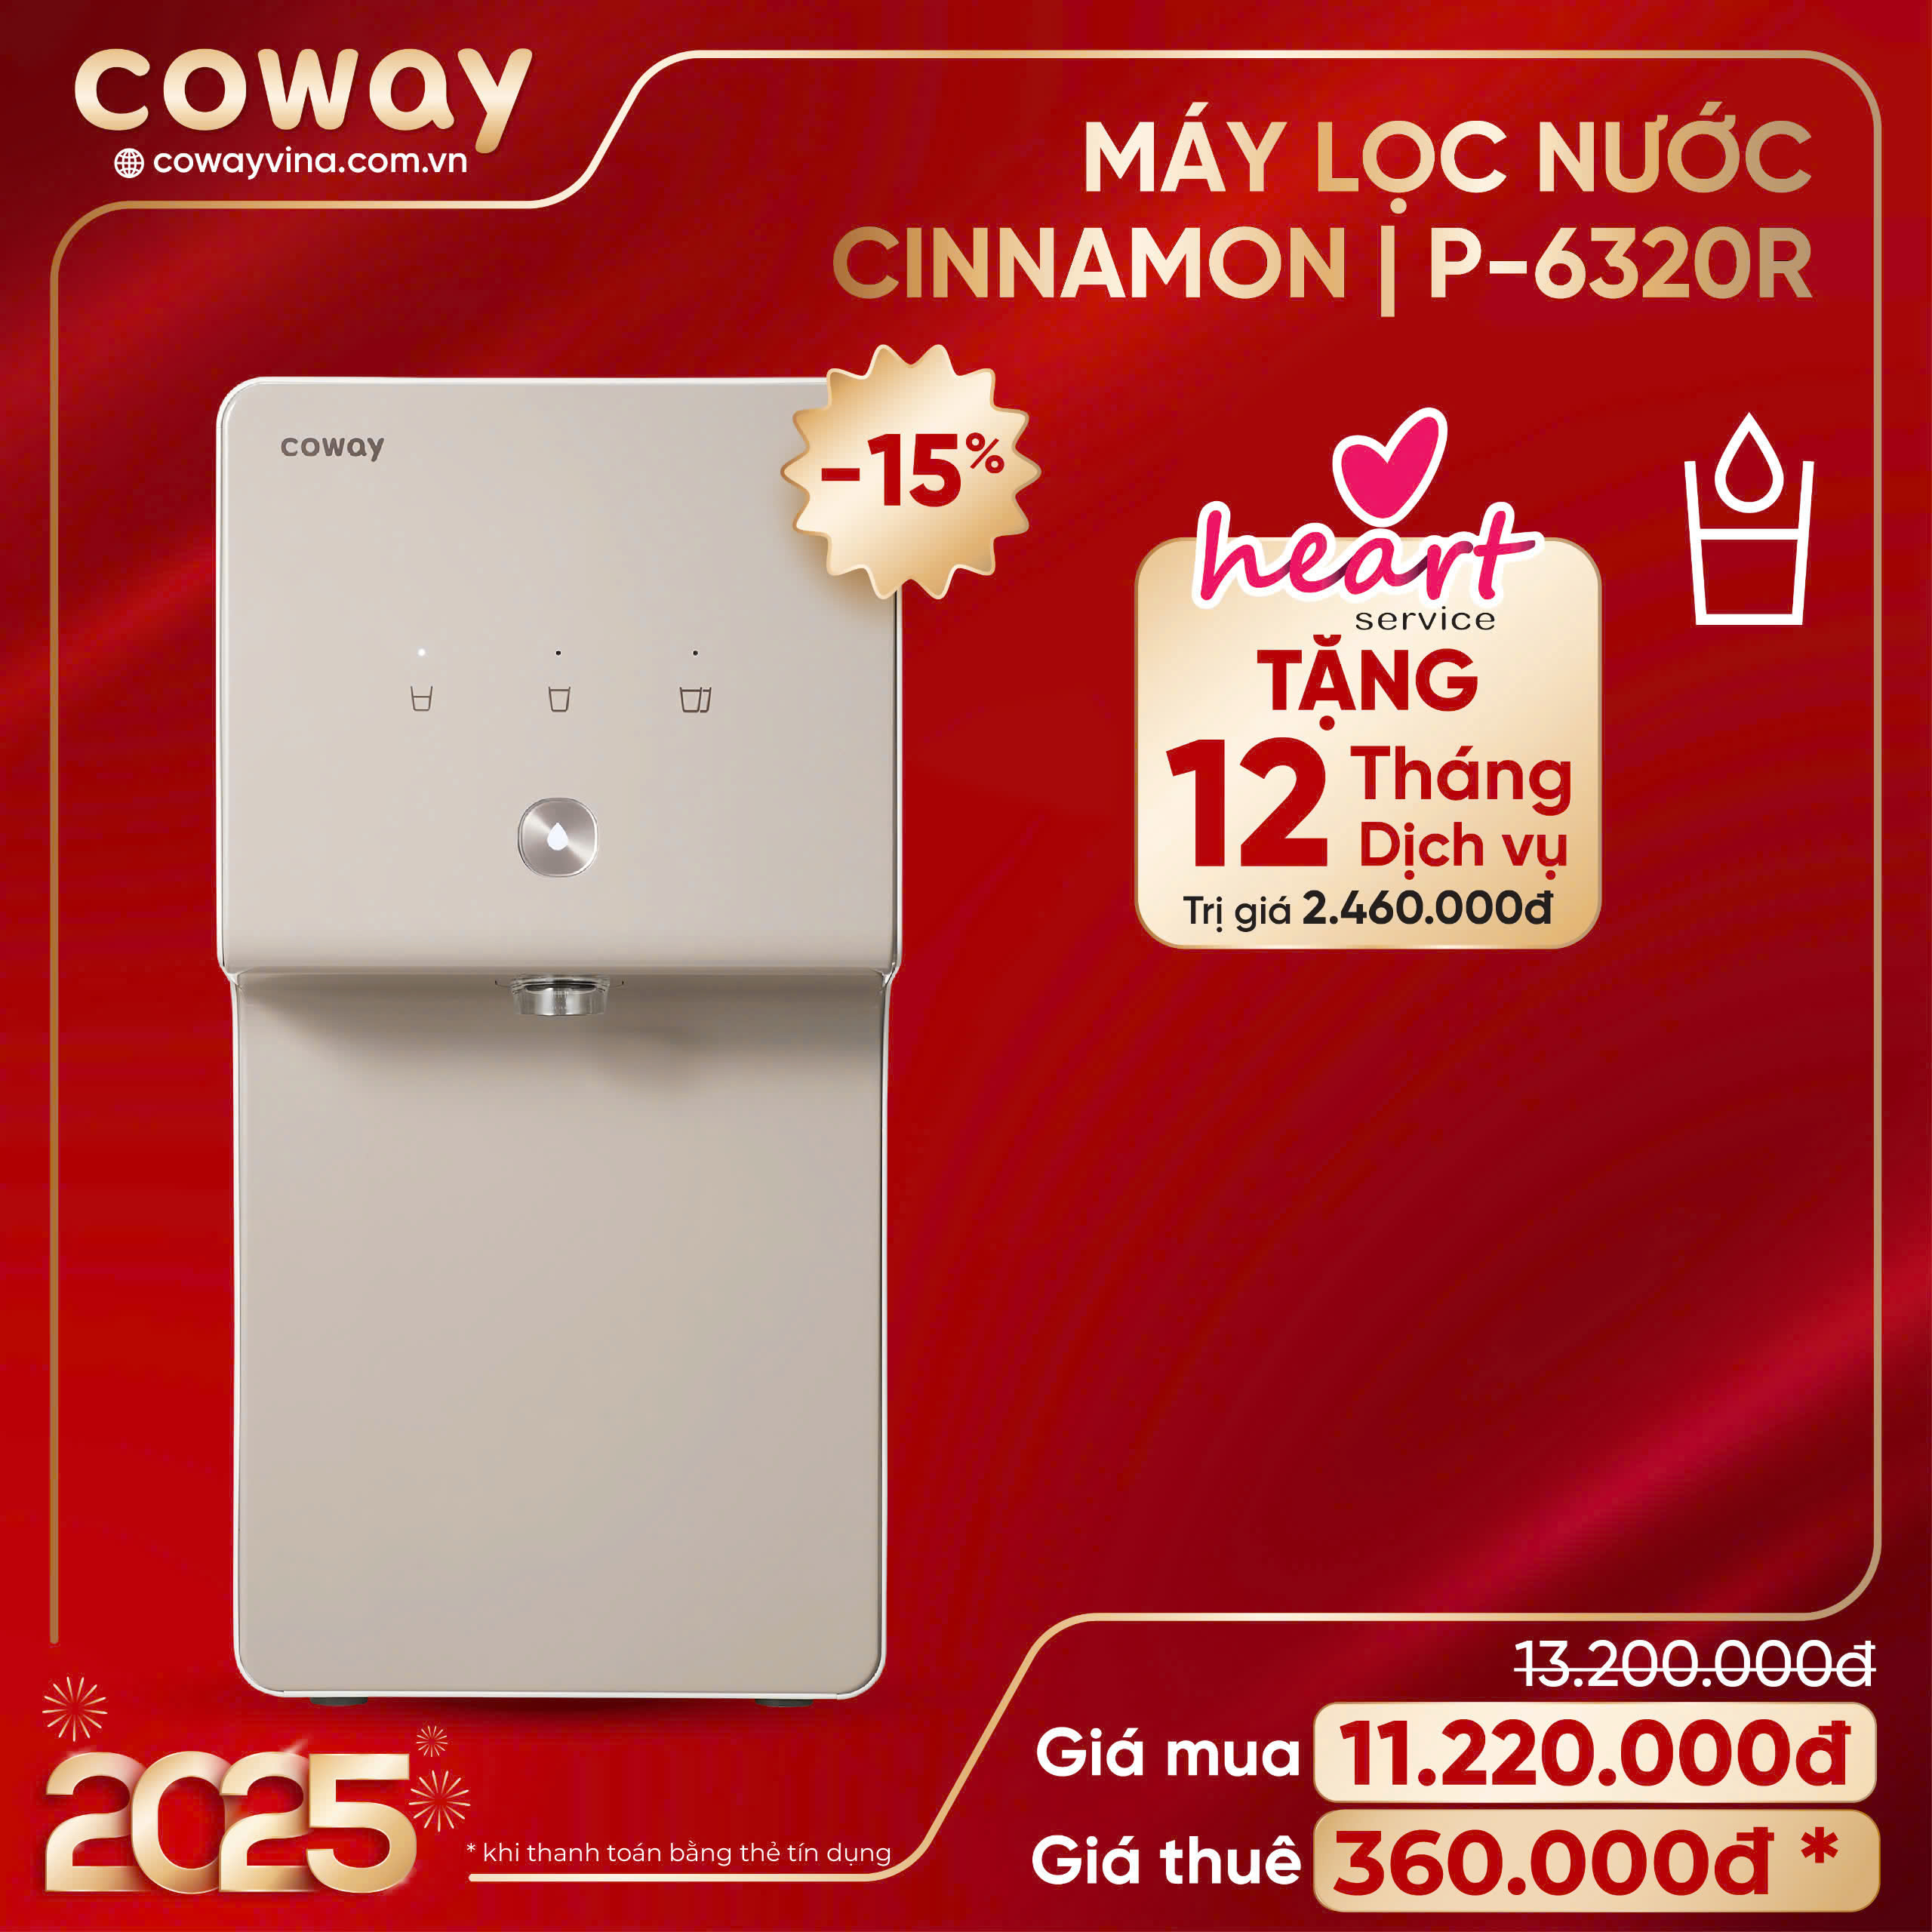 coway
cowayvina.com.vn
MÁY LỌC NƯỚC
CINNAMON | P-6320R
coway
-15%
heart
service
TẶNG
12 Tháng
Dịch vụ
Trị giá 2.460.000đ
13.200.000đ
Giá mua 11.220.000đ
Giá thuê 360.000đ *
2025
* khi thanh toán bằng thẻ tín dụng